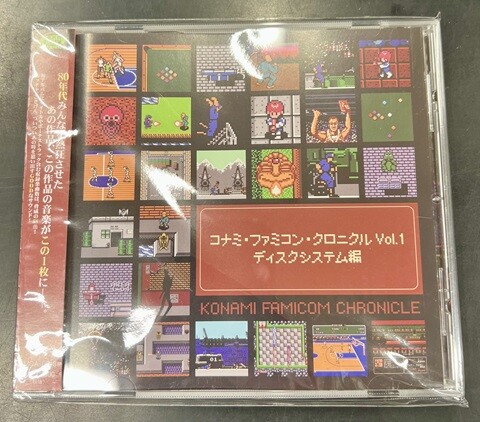 80年代みんなを熱狂させた
あの作品、この作品の音楽がこの1枚に!
コナミ・ファミコン・クロニクル Vol.1
ディスクシステム編
KONAMI FAMICOM CHRONICLE